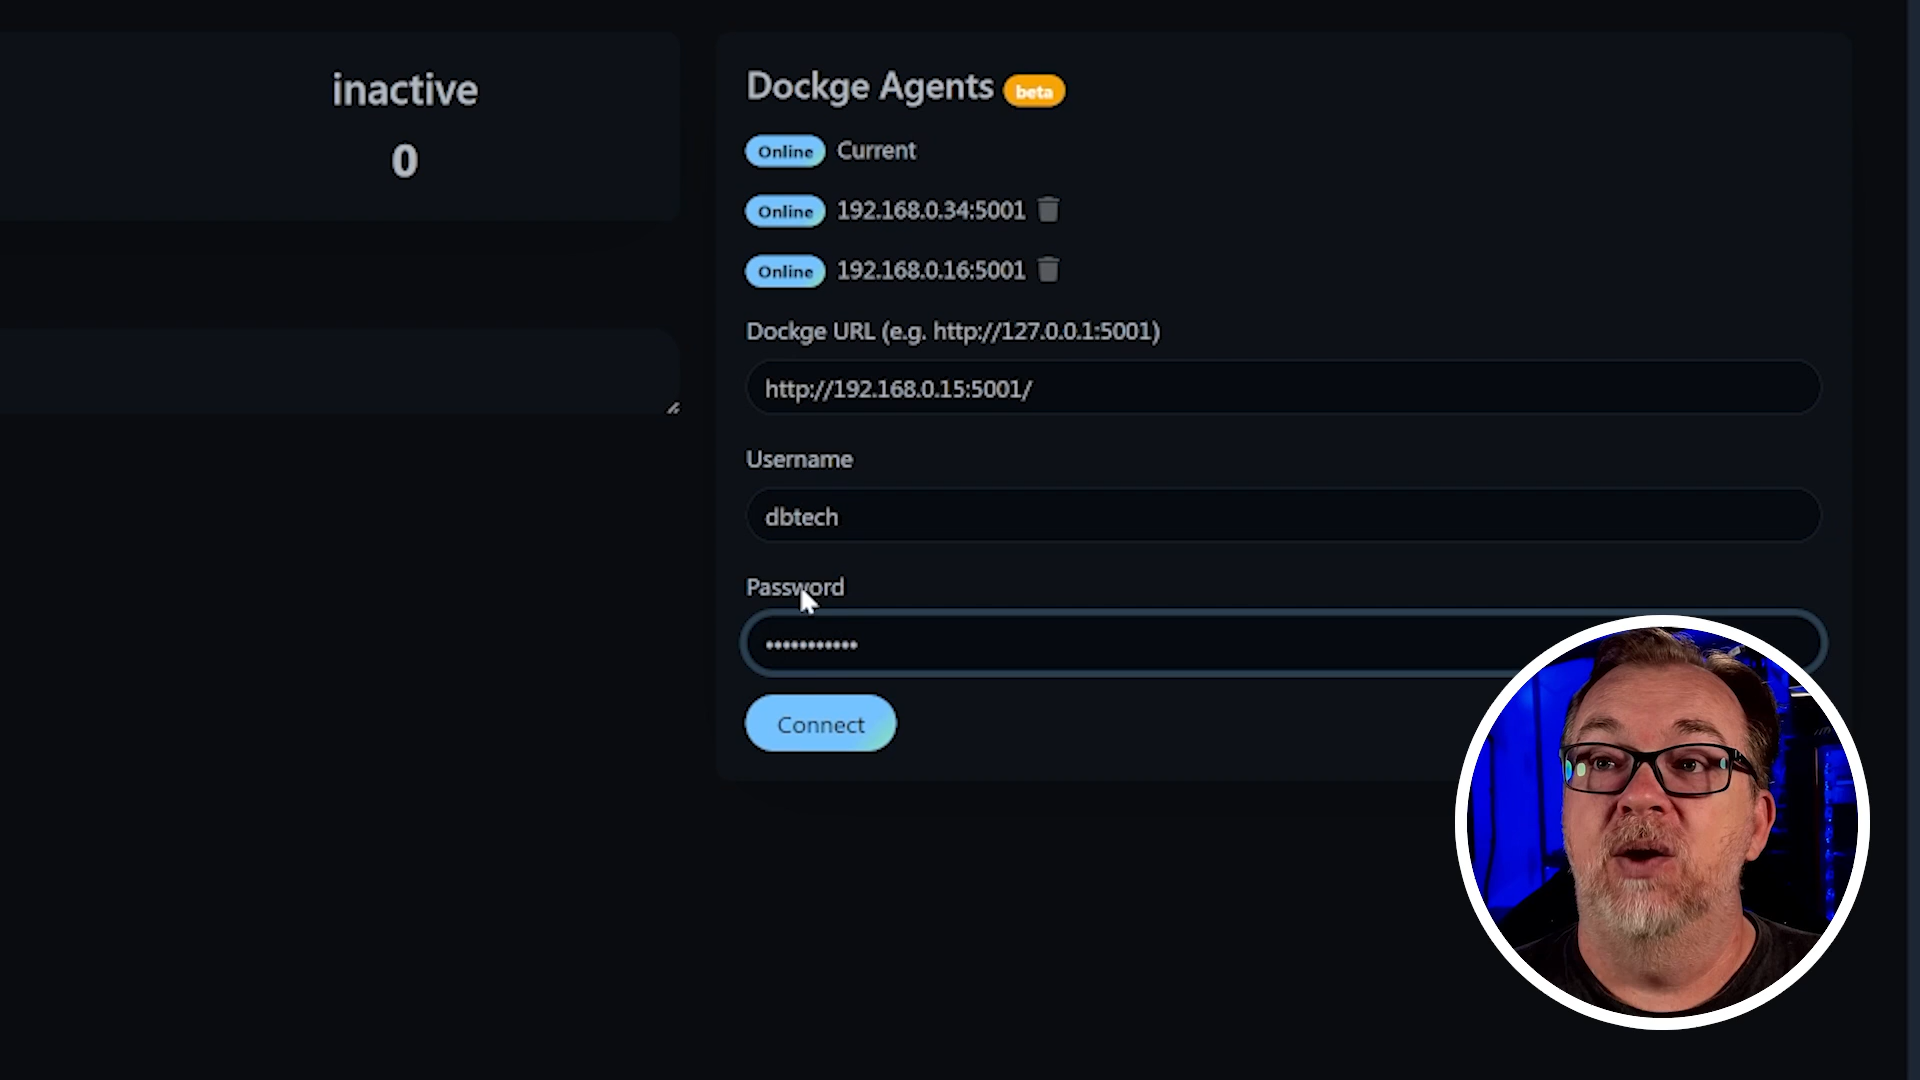 inactive
0
Dockge Agents beta
Online Current
Online 192.168.0.34:5001
Online 192.168.0.16:5001
Dockge URL (e.g. http://127.0.0.1:5001)
http://192.168.0.15:5001/
Username
dbtech
Password
•••••••••••
Connect